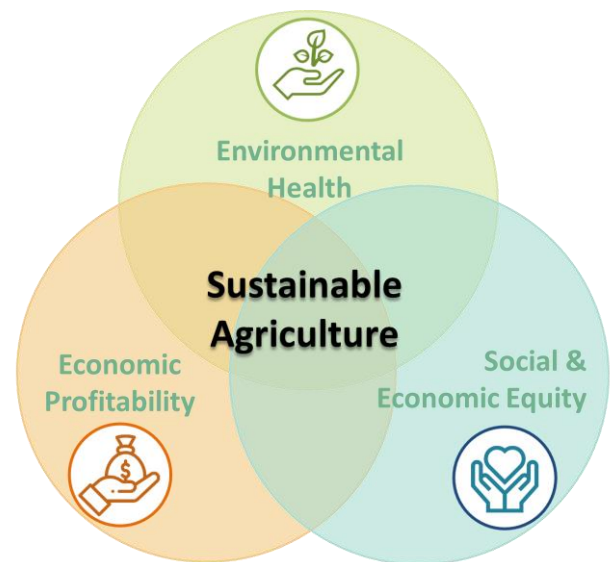 Environmental
Health
Sustainable
Agriculture
Economic
Profitability
Social &
Economic Equity
$